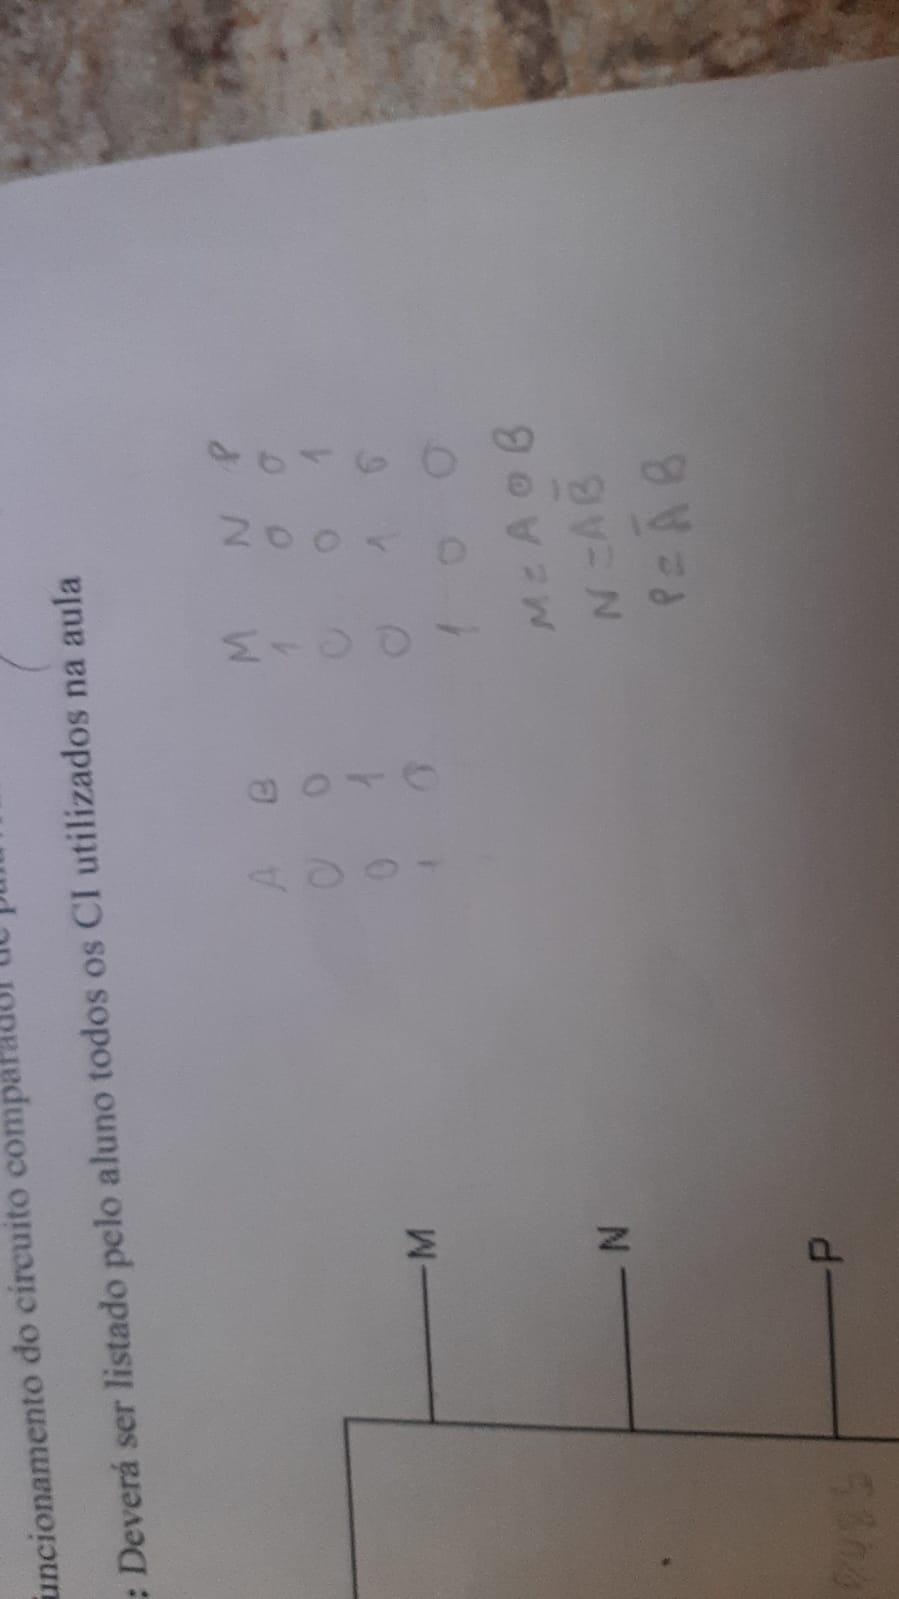 uncionamento do circuito comparador de
: Deverá ser listado pelo aluno todos os CI utilizados na aula
A B M N P
0 0 1 0 0
0 1 0 0 1
1 0 0 1 0
1 0 0
M = A ⊙ B
N = AB̅
P = A̅B
M
N
P